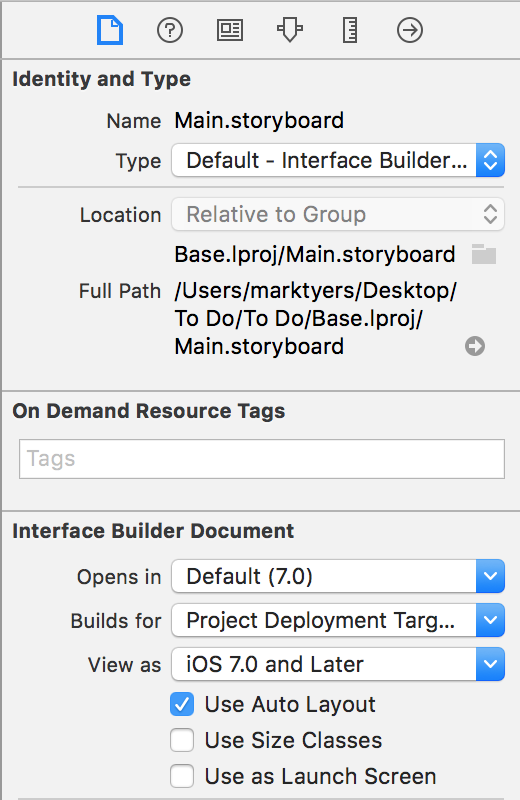 Identity and Type
Name Main.storyboard
Type Default - Interface Builder...
Location Relative to Group
Base.lproj/Main.storyboard
Full Path /Users/marktyers/Desktop/
To Do/To Do/Base.lproj/
Main.storyboard
On Demand Resource Tags
Tags
Interface Builder Document
Opens in Default (7.0)
Builds for Project Deployment Targ...
View as iOS 7.0 and Later
Use Auto Layout
Use Size Classes
Use as Launch Screen